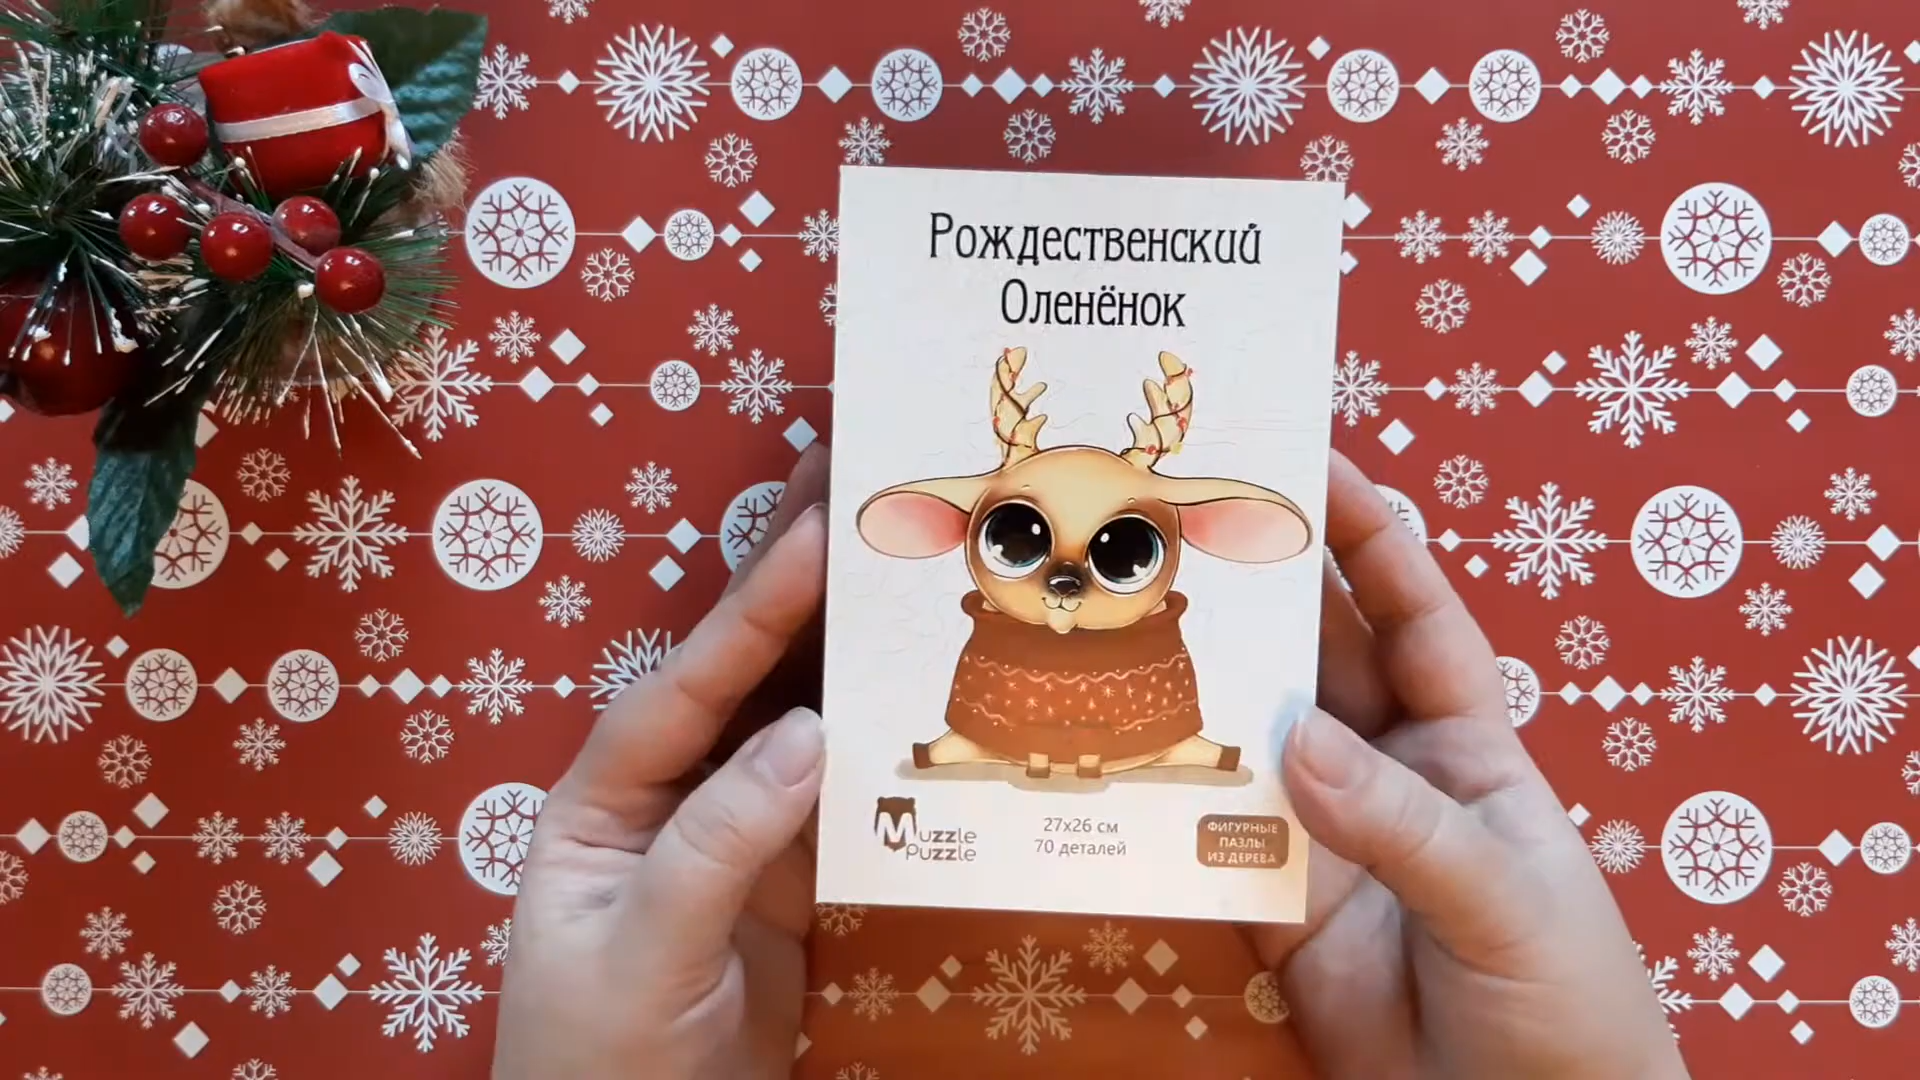 Рождественский
Оленёнок
Muzzle
Puzzle
27x26 см
70 деталей
ФИГУРНЫЕ
ПАЗЛЫ
ИЗ ДЕРЕВА